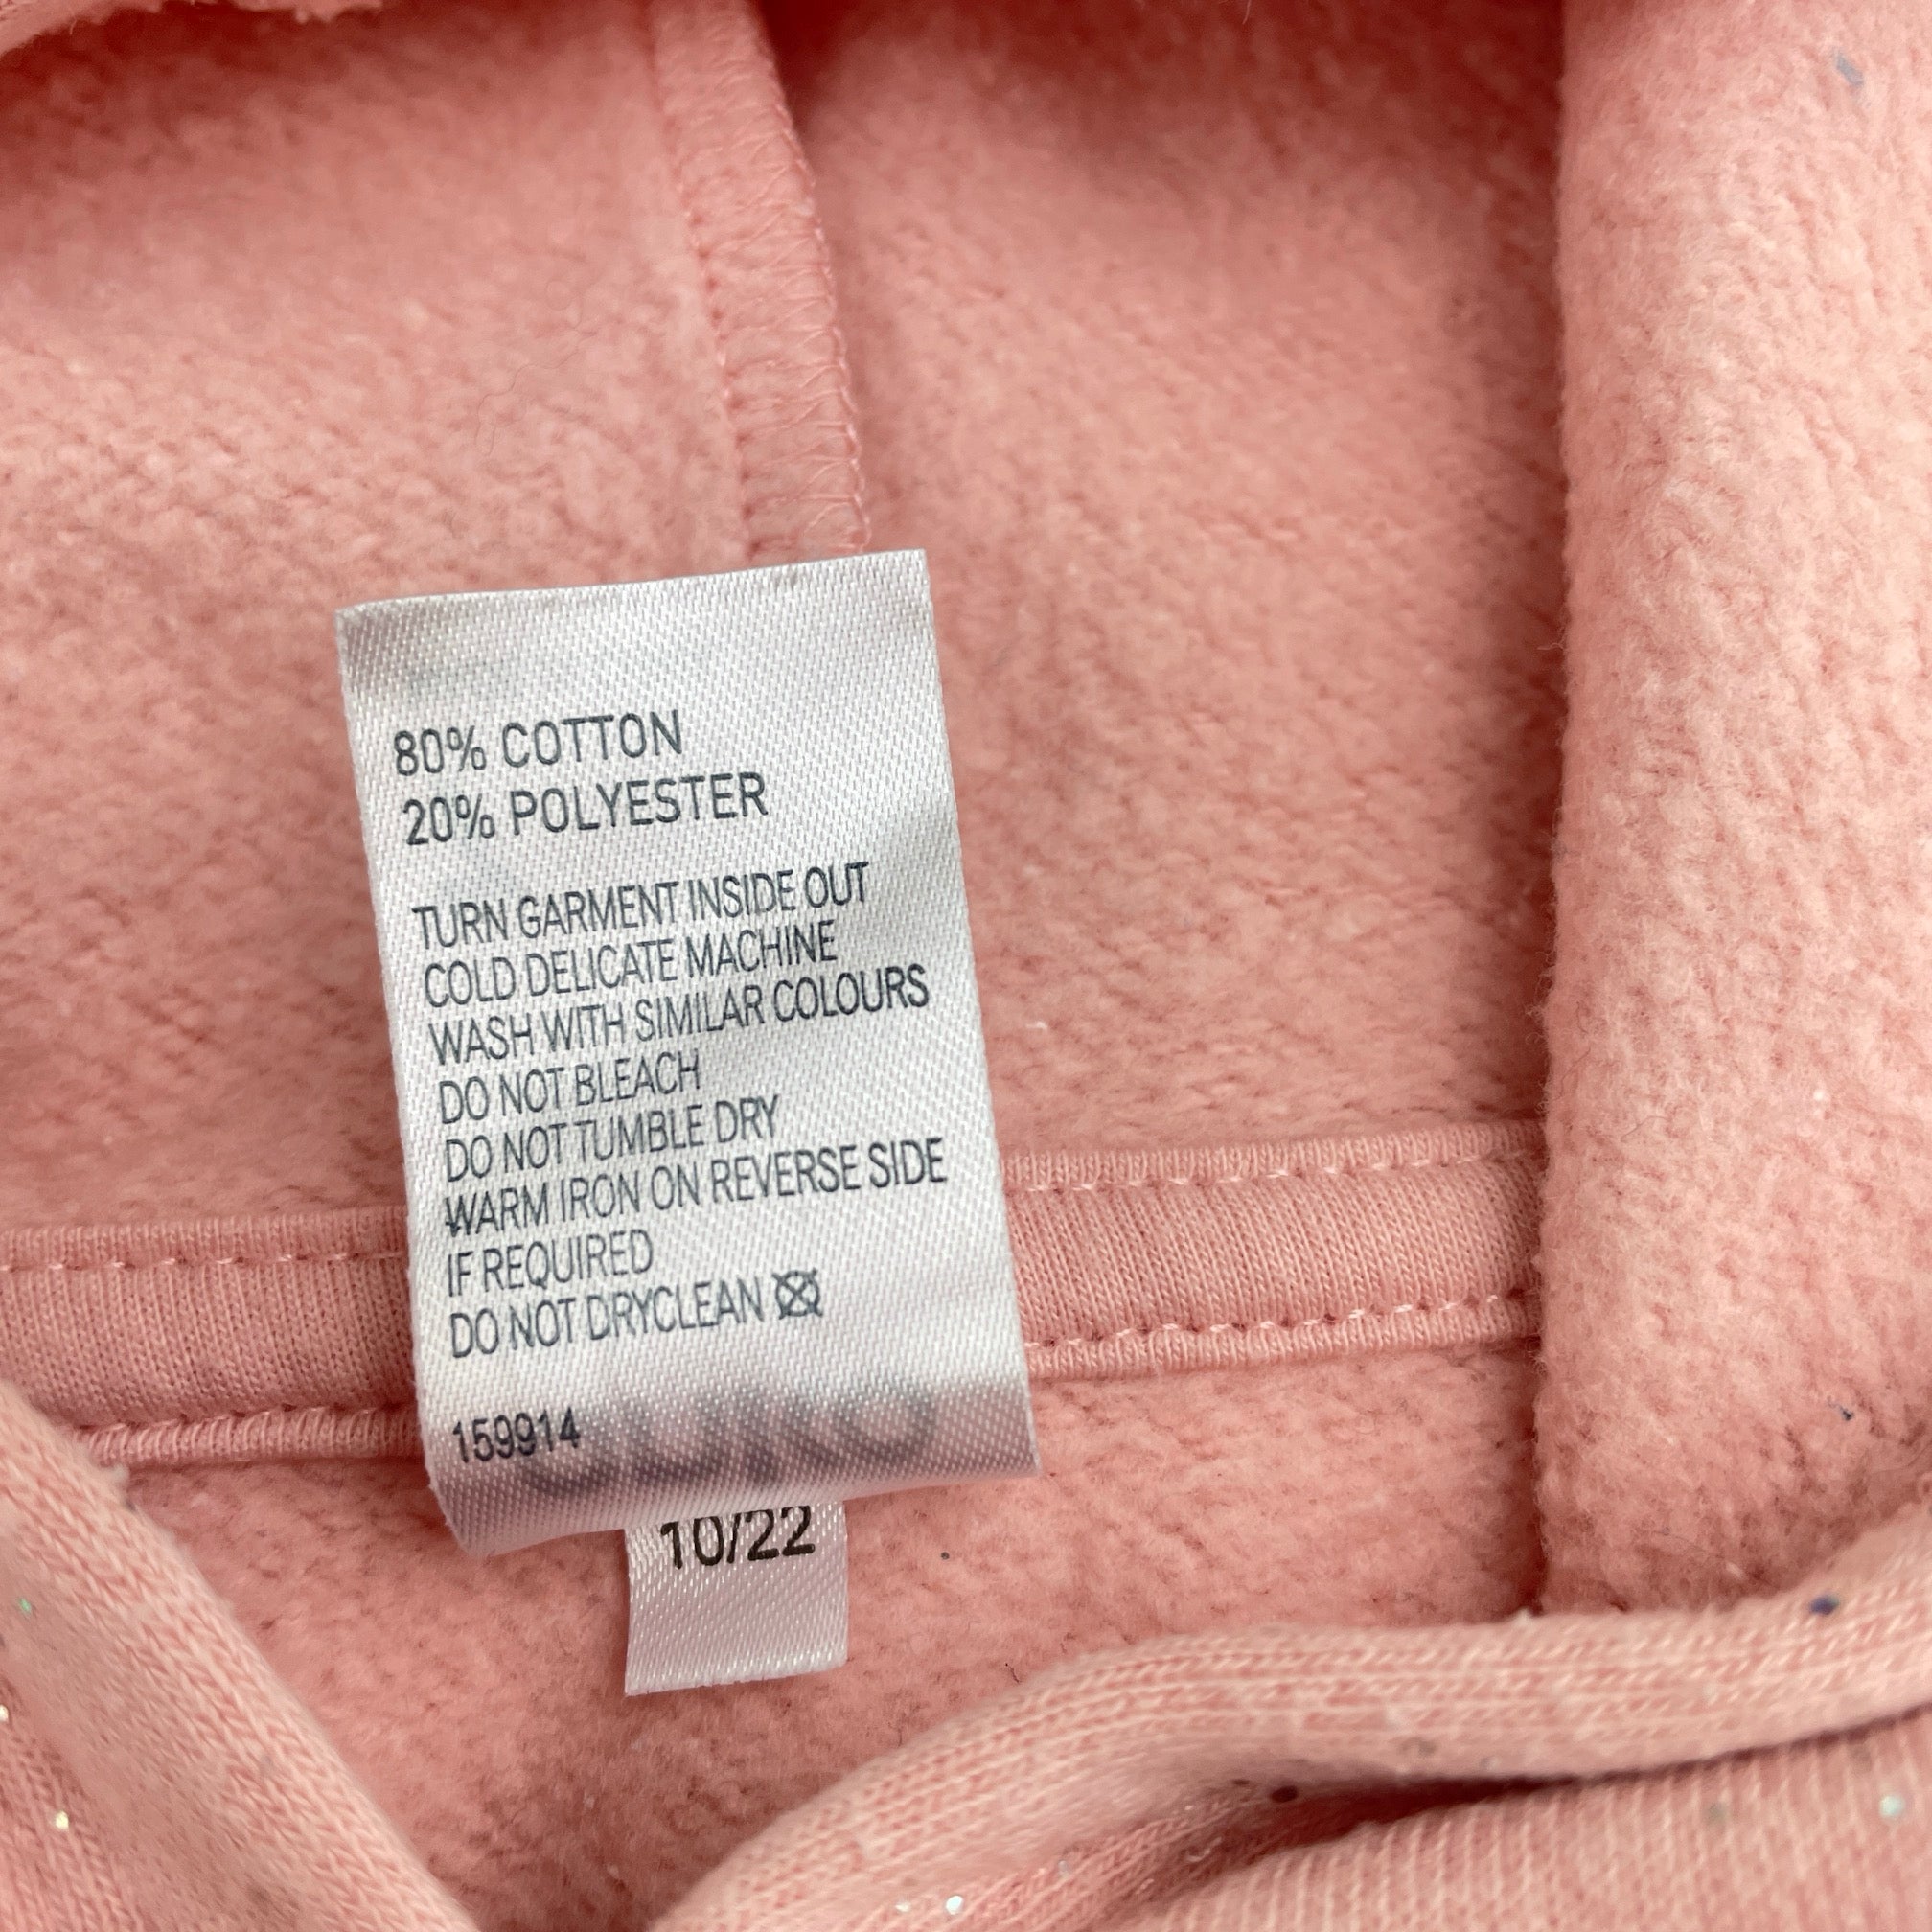 80% COTTON
20% POLYESTER
TURN GARMENT INSIDE OUT
COLD DELICATE MACHINE
WASH WITH SIMILAR COLOURS
DO NOT BLEACH
DO NOT TUMBLE DRY
WARM IRON ON REVERSE SIDE
IF REQUIRED
DO NOT DRYCLEAN
159914
10/22